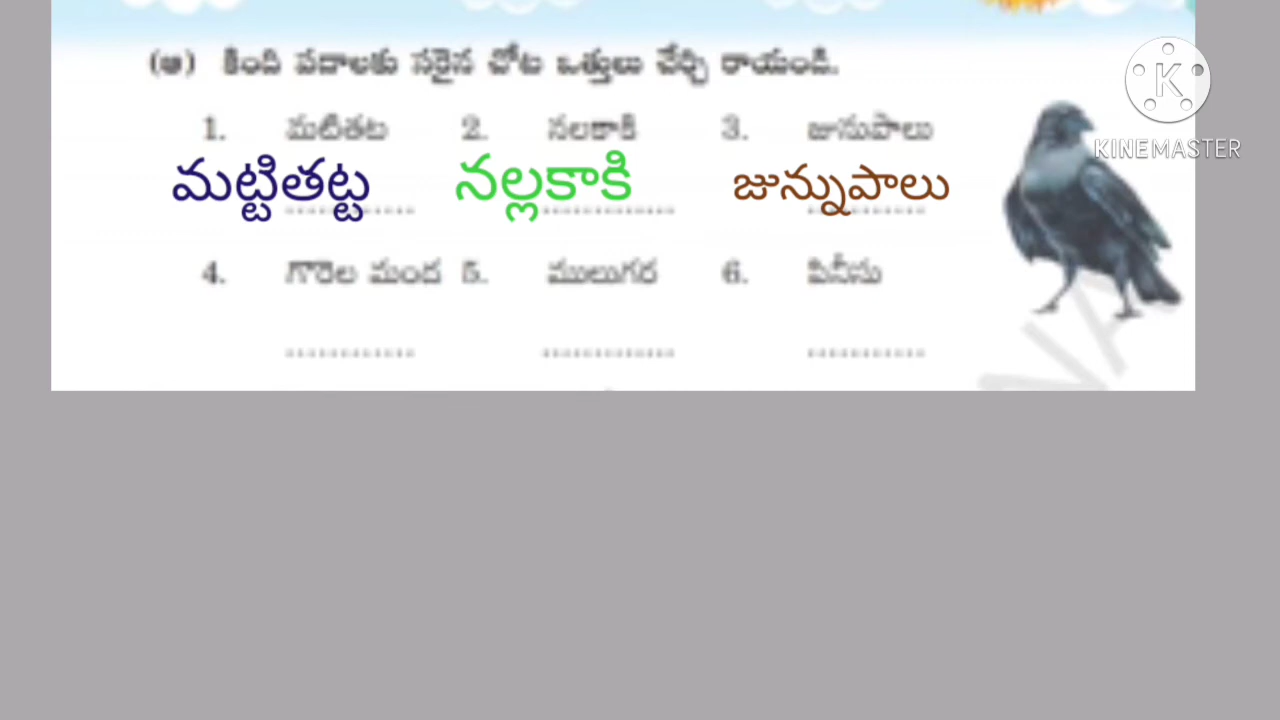 (ఆ) కింది పదాలకు సరైన చోట ఒత్తులు చేర్చి రాయండి.
1. మటితట 2. నలకాకి 3. జునుపాలు
మట్టితట్ట నల్లకాకి జున్నుపాలు
4. గొరెల మంద 5. ములుగర 6. పినీసు
KINEMASTER